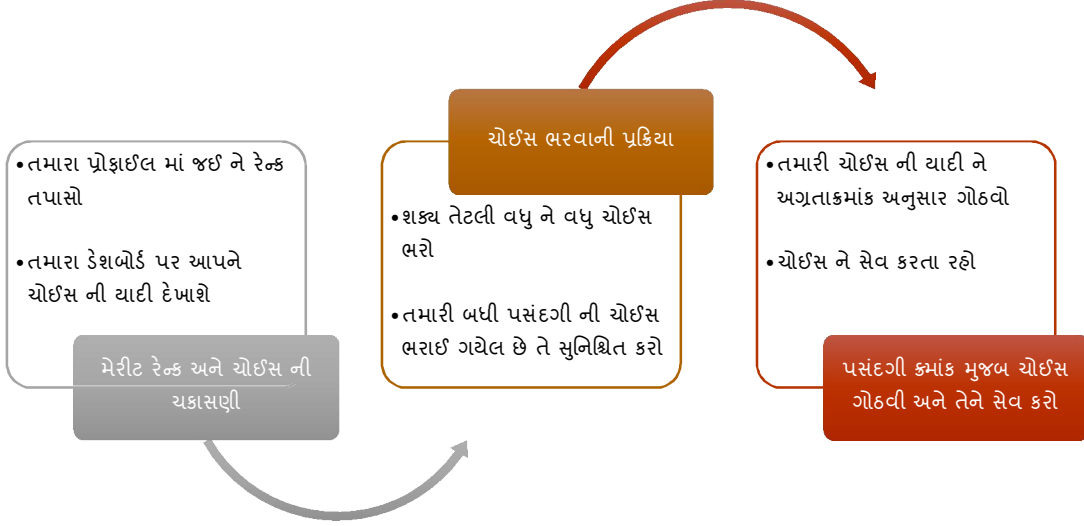 •તમારા પ્રોફાઈલ માં જઈ ને રેન્ક
તપાસો
•તમારા ડેશબોર્ડ પર આપને
ચોઈસ ની યાદી દેખાશે
મેરીટ રેન્ક અને ચોઈસ ની
ચકાસણી
ચોઈસ ભરવાની પ્રક્રિયા
•શક્ય તેટલી વધુ ને વધુ ચોઈસ
ભરો
•તમારી બધી પસંદગી ની ચોઈસ
ભરાઈ ગયેલ છે તે સુનિશ્ચિત કરો
•તમારી ચોઈસ ની યાદી ને
અગ્રતાક્રમાંક અનુસાર ગોઠવો
•ચોઈસ ને સેવ કરતા રહો
પસંદગી ક્રમાંક મુજબ ચોઈસ
ગોઠવી અને તેને સેવ કરો